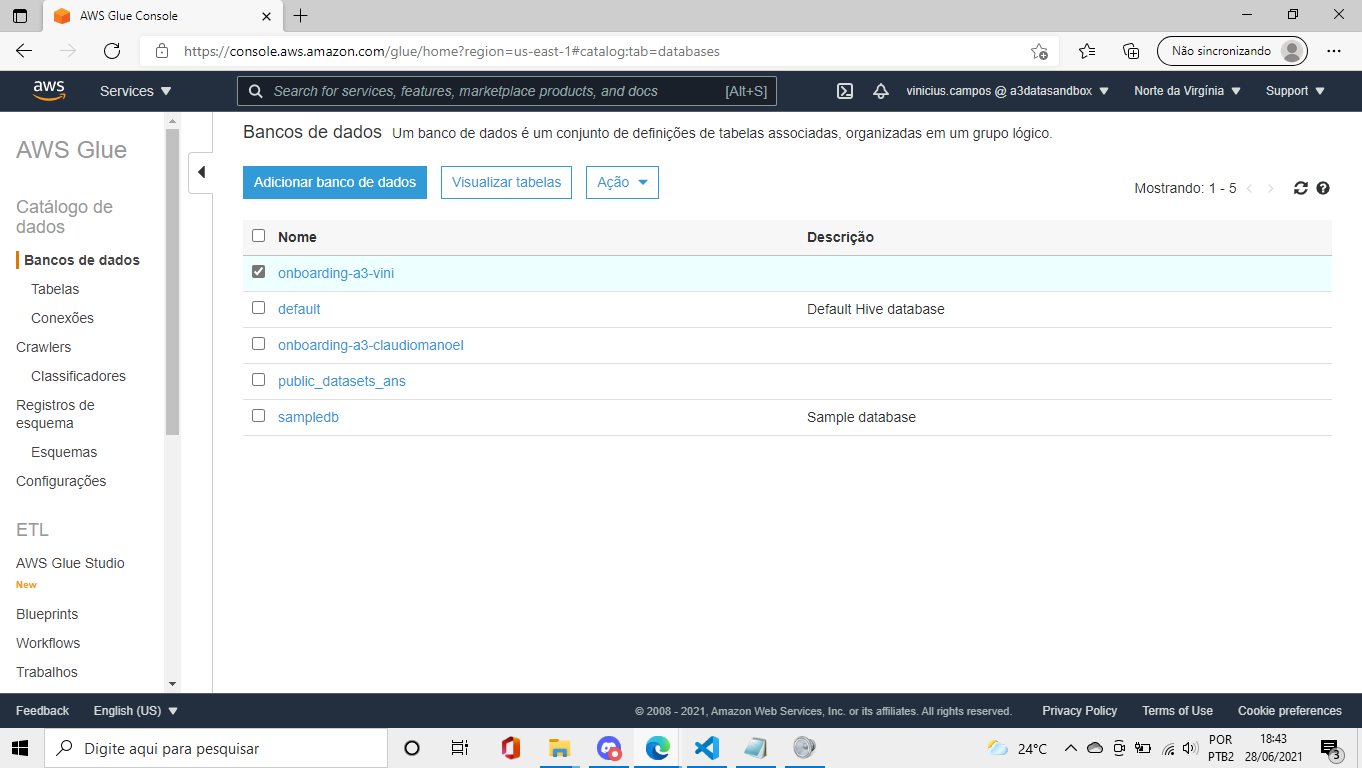 AWS Glue Console
https://console.aws.amazon.com/glue/home?region=us-east-1#catalog:tab=databases
Não sincronizando
aws
Services
Search for services, features, marketplace products, and docs
[Alt+S]
vinicius.campos @ a3datasandbox
Norte da Virgínia
Support
AWS Glue
Catálogo de
dados
Bancos de dados
Tabelas
Conexões
Crawlers
Classificadores
Registros de
esquema
Esquemas
Configurações
ETL
AWS Glue Studio
New
Blueprints
Workflows
Trabalhos
Bancos de dados Um banco de dados é um conjunto de definições de tabelas associadas, organizadas em um grupo lógico.
Adicionar banco de dados
Visualizar tabelas
Ação
Mostrando: 1 - 5
Nome
Descrição
onboarding-a3-vini
default
Default Hive database
onboarding-a3-claudiomanoel
public_datasets_ans
sampledb
Sample database
Feedback
English (US)
© 2008 - 2021, Amazon Web Services, Inc. or its affiliates. All rights reserved.
Privacy Policy
Terms of Use
Cookie preferences
Digite aqui para pesquisar
24°C
POR
PTB2
18:43
28/06/2021
3